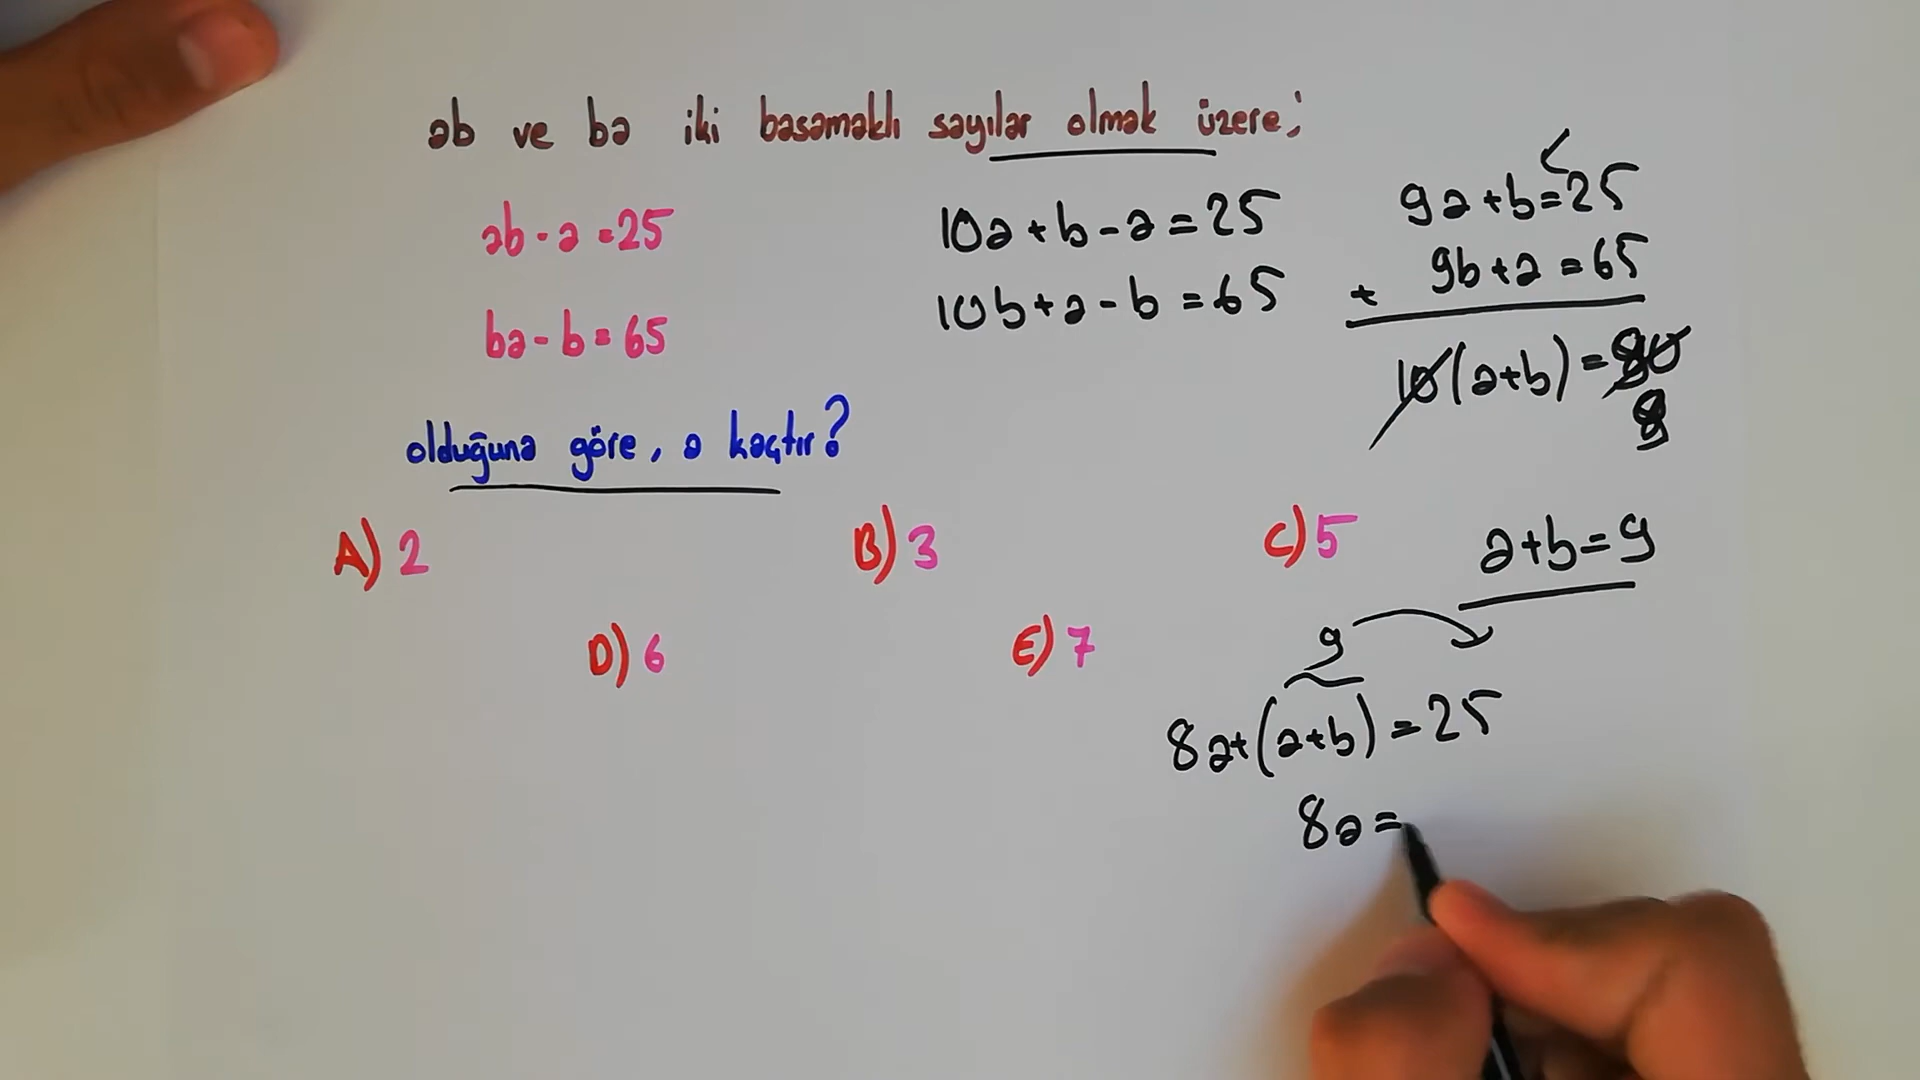 ab ve ba iki basamaklı sayılar olmak üzere;
ab - a = 25
ba - b = 65
10a + b - a = 25
10b + a - b = 65
9a + b = 25
9b + a = 65
+
10(a+b) = 90
9
olduğuna göre, a kaçtır?
A) 2
B) 3
C) 5
D) 6
E) 7
a+b=9
9
8a+(a+b) = 25
8a =